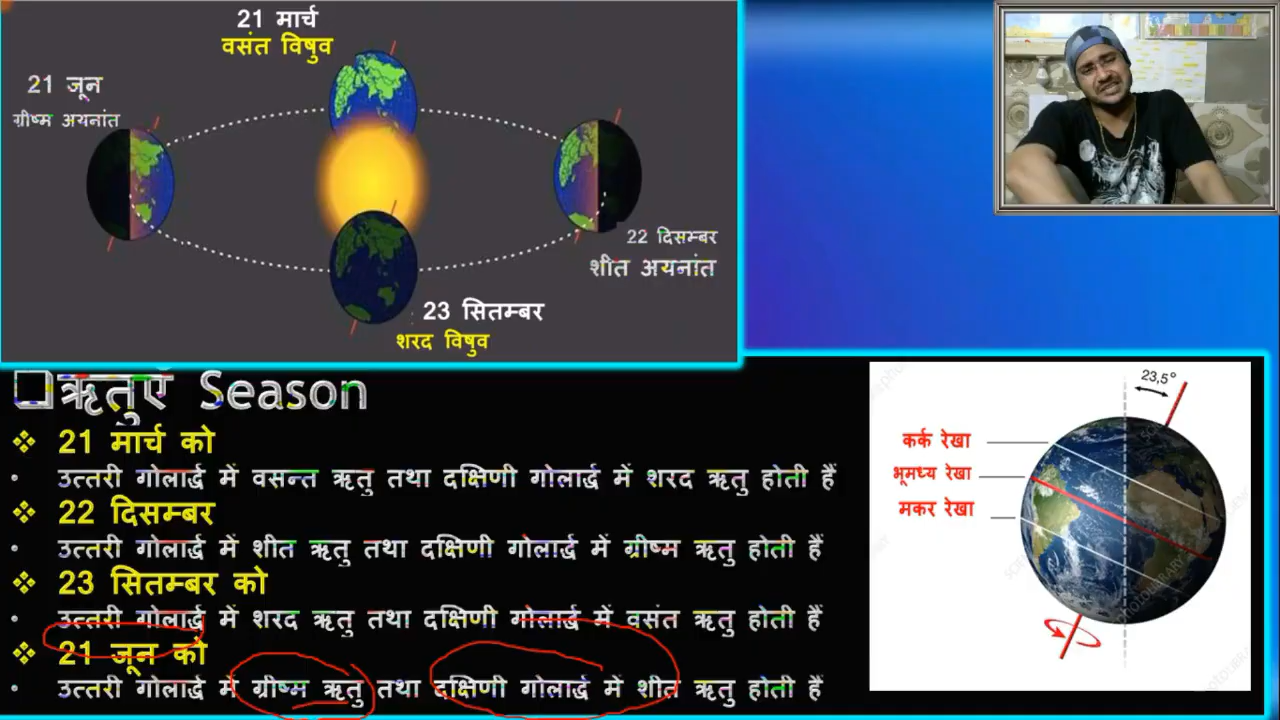 21 मार्च
वसंत विषुव
21 जून
ग्रीष्म अयनांत
22 दिसम्बर
शीत अयनांत
23 सितम्बर
शरद विषुव
ऋतुएँ Season
21 मार्च को
उत्तरी गोलार्द्ध में वसन्त ऋतु तथा दक्षिणी गोलार्द्ध में शरद ऋतु होती हैं
22 दिसम्बर
उत्तरी गोलार्द्ध में शीत ऋतु तथा दक्षिणी गोलार्द्ध में ग्रीष्म ऋतु होती हैं
23 सितम्बर को
उत्तरी गोलार्द्ध में शरद ऋतु तथा दक्षिणी गोलार्द्ध में वसंत ऋतु होती हैं
21 जून को
उत्तरी गोलार्द्ध में ग्रीष्म ऋतु तथा दक्षिणी गोलार्द्ध में शीत ऋतु होती हैं
23,5°
कर्क रेखा
भूमध्य रेखा
मकर रेखा